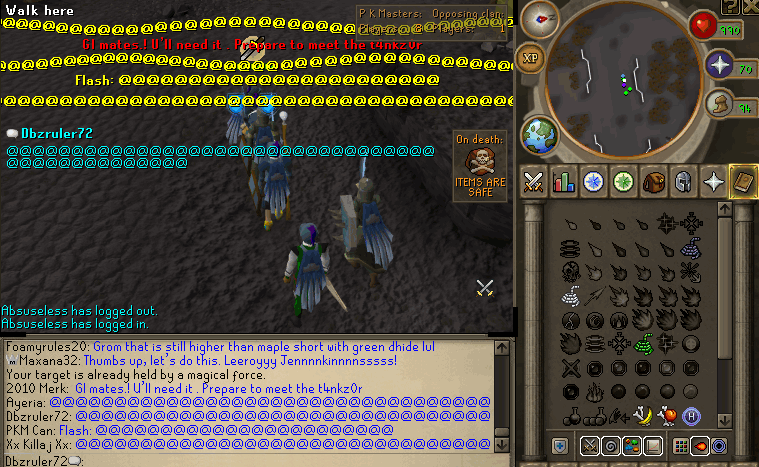 Walk here
P K Masters: Opposing clan:
Players: 1
@@@@@@@@@@@@@@@@@@@@@@@@@@@@@@@@@@@@@@@@@@@
Gl mates.! U'll need it . Prepare to meet the t4nkz0r
@@@@@@@@@@@@@@@@@@@@@@@@@@@@@@@@@@@@@@@@@@@
Flash: @@@@@@@@@@@@@@@@@@@@@@@@@@@
@@@@@@@@@@@@@@@@@@@@@@@@@@@@@@@@@@@@@@@@@@@
Dbzruler72
@@@@@@@@@@@@@@@@@@@@@@@@@@@@@@@@@@@@
@@@@@@@@@@@@@@@
On death:
ITEMS ARE
SAFE
Absuseless has logged out.
Absuseless has logged in.
Foamyrules20: Grom that is still higher than maple short with green dhide lul
Maxana32: Thumbs up, let's do this. Leeroyyy Jennnnkinnnnsssss!
Your target is already held by a magical force.
2010 Merk: Gl mates.! U'll need it . Prepare to meet the t4nkz0r
Ayeria: @@@@@@@@@@@@@@@@@@@@@@@@@@@@@@@@@@@@@
Dbzruler72: @@@@@@@@@@@@@@@@@@@@@@@@@@@@@@@@@@@
PKM Can: Flash: @@@@@@@@@@@@@@@@@@@@@@@@@@@
Xx Killaj Xx: @@@@@@@@@@@@@@@@@@@@@@@@@@@@@@@@@@@
Dbzruler72:
XP
990
70
94